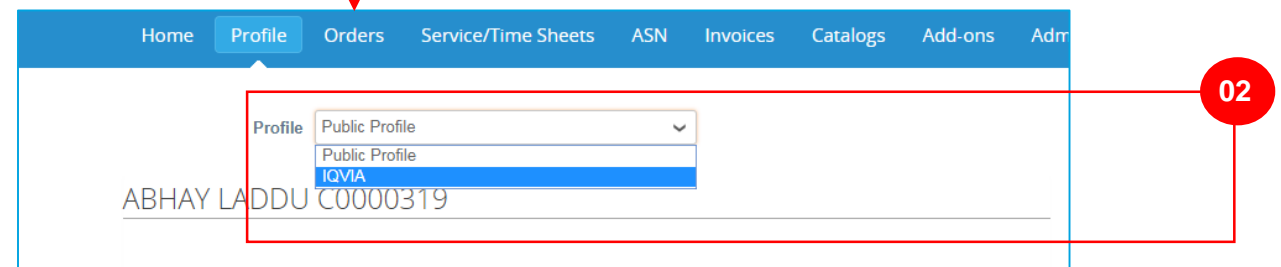 Home Profile Orders Service/Time Sheets ASN Invoices Catalogs Add-ons Adm
02
Profile Public Profile
Public Profile
IQVIA
ABHAY LADDU C0000319